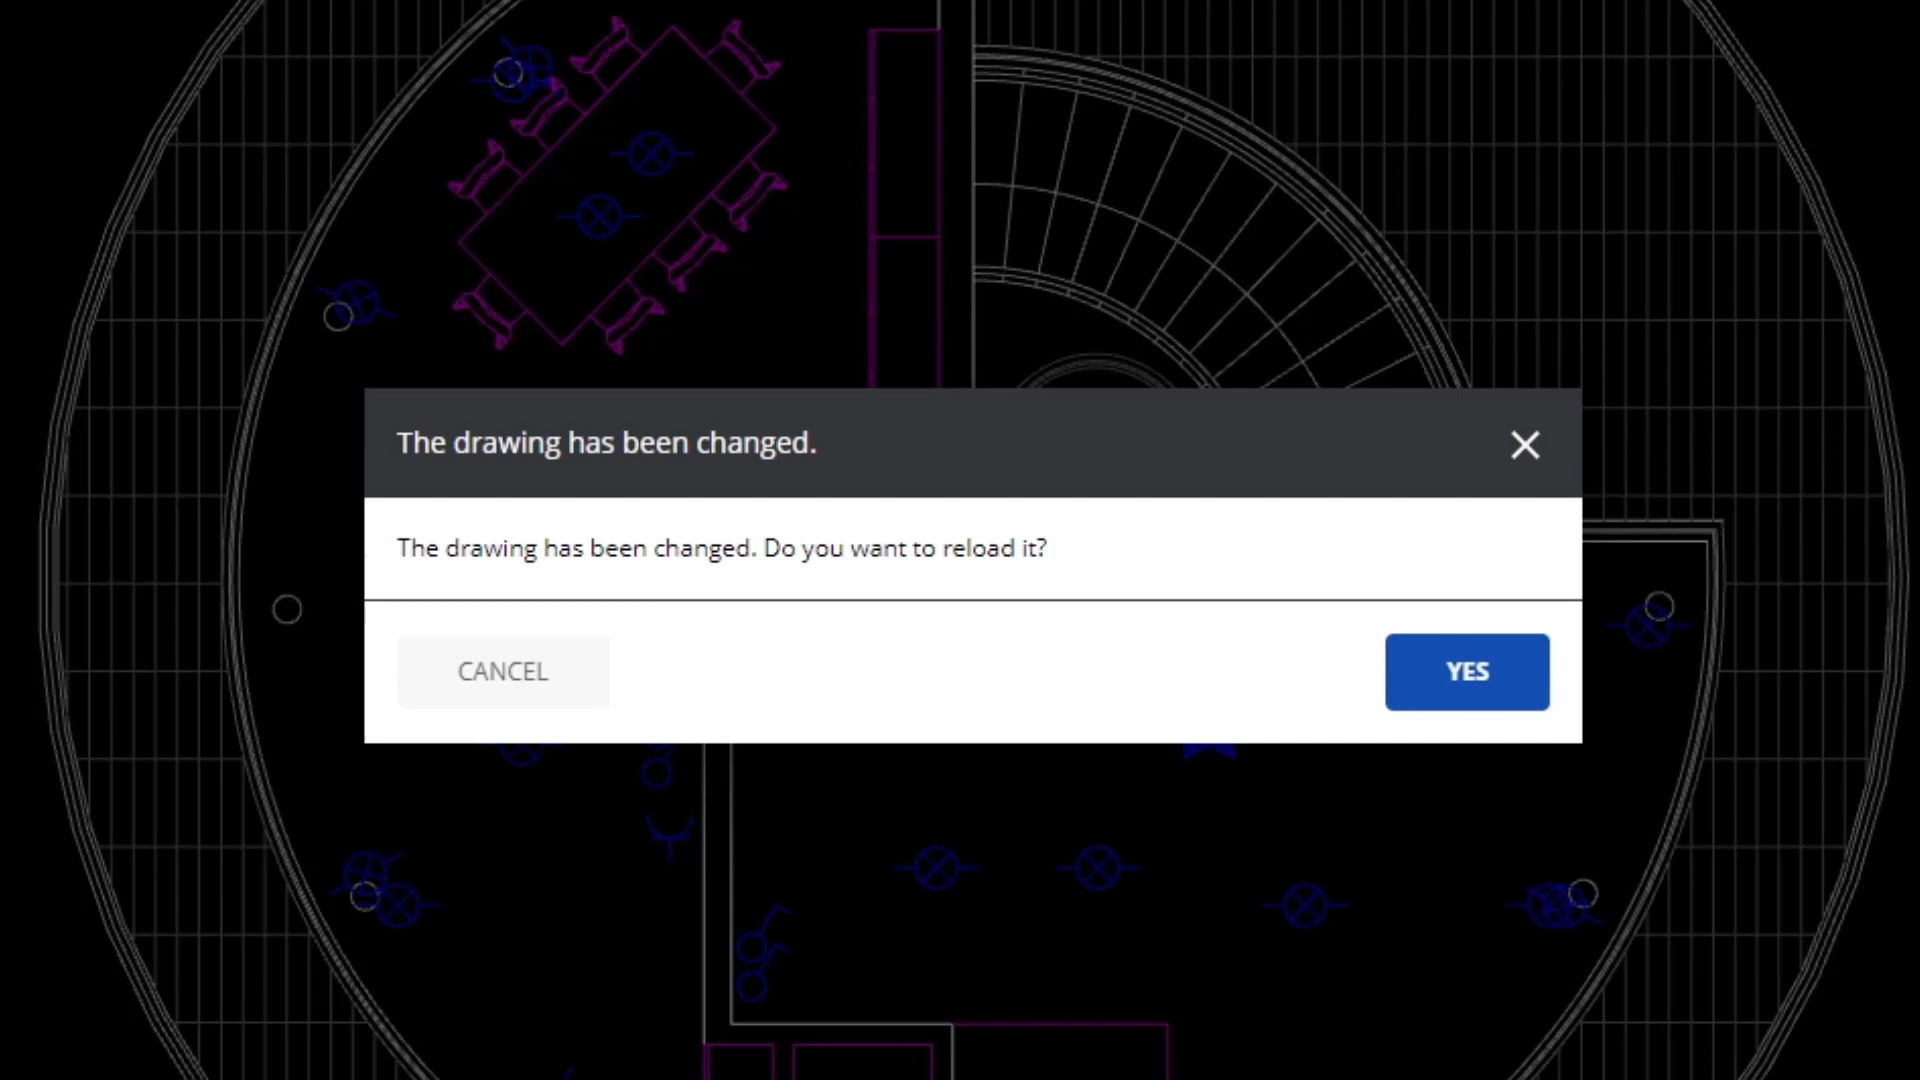 The drawing has been changed.
The drawing has been changed. Do you want to reload it?
CANCEL
YES